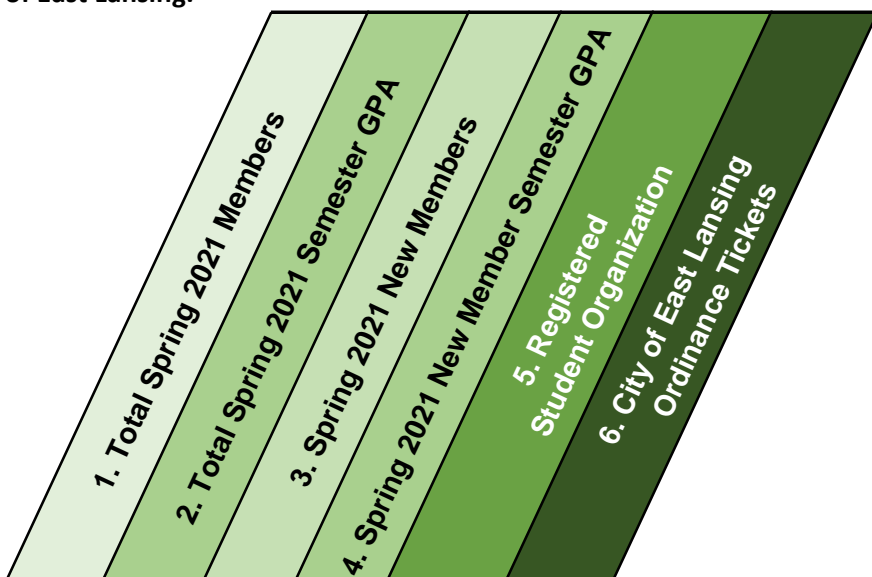 of East Lansing.
1. Total Spring 2021 Members
2. Total Spring 2021 Semester GPA
3. Spring 2021 New Members
4. Spring 2021 New Member Semester GPA
5. Registered
Student Organization
6. City of East Lansing
Ordinance Tickets